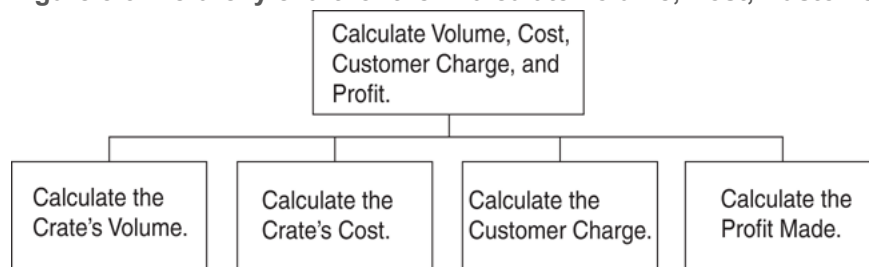 Calculate Volume, Cost,
Customer Charge, and
Profit.
Calculate the
Crate's Volume.
Calculate the
Crate's Cost.
Calculate the
Customer Charge.
Calculate the
Profit Made.